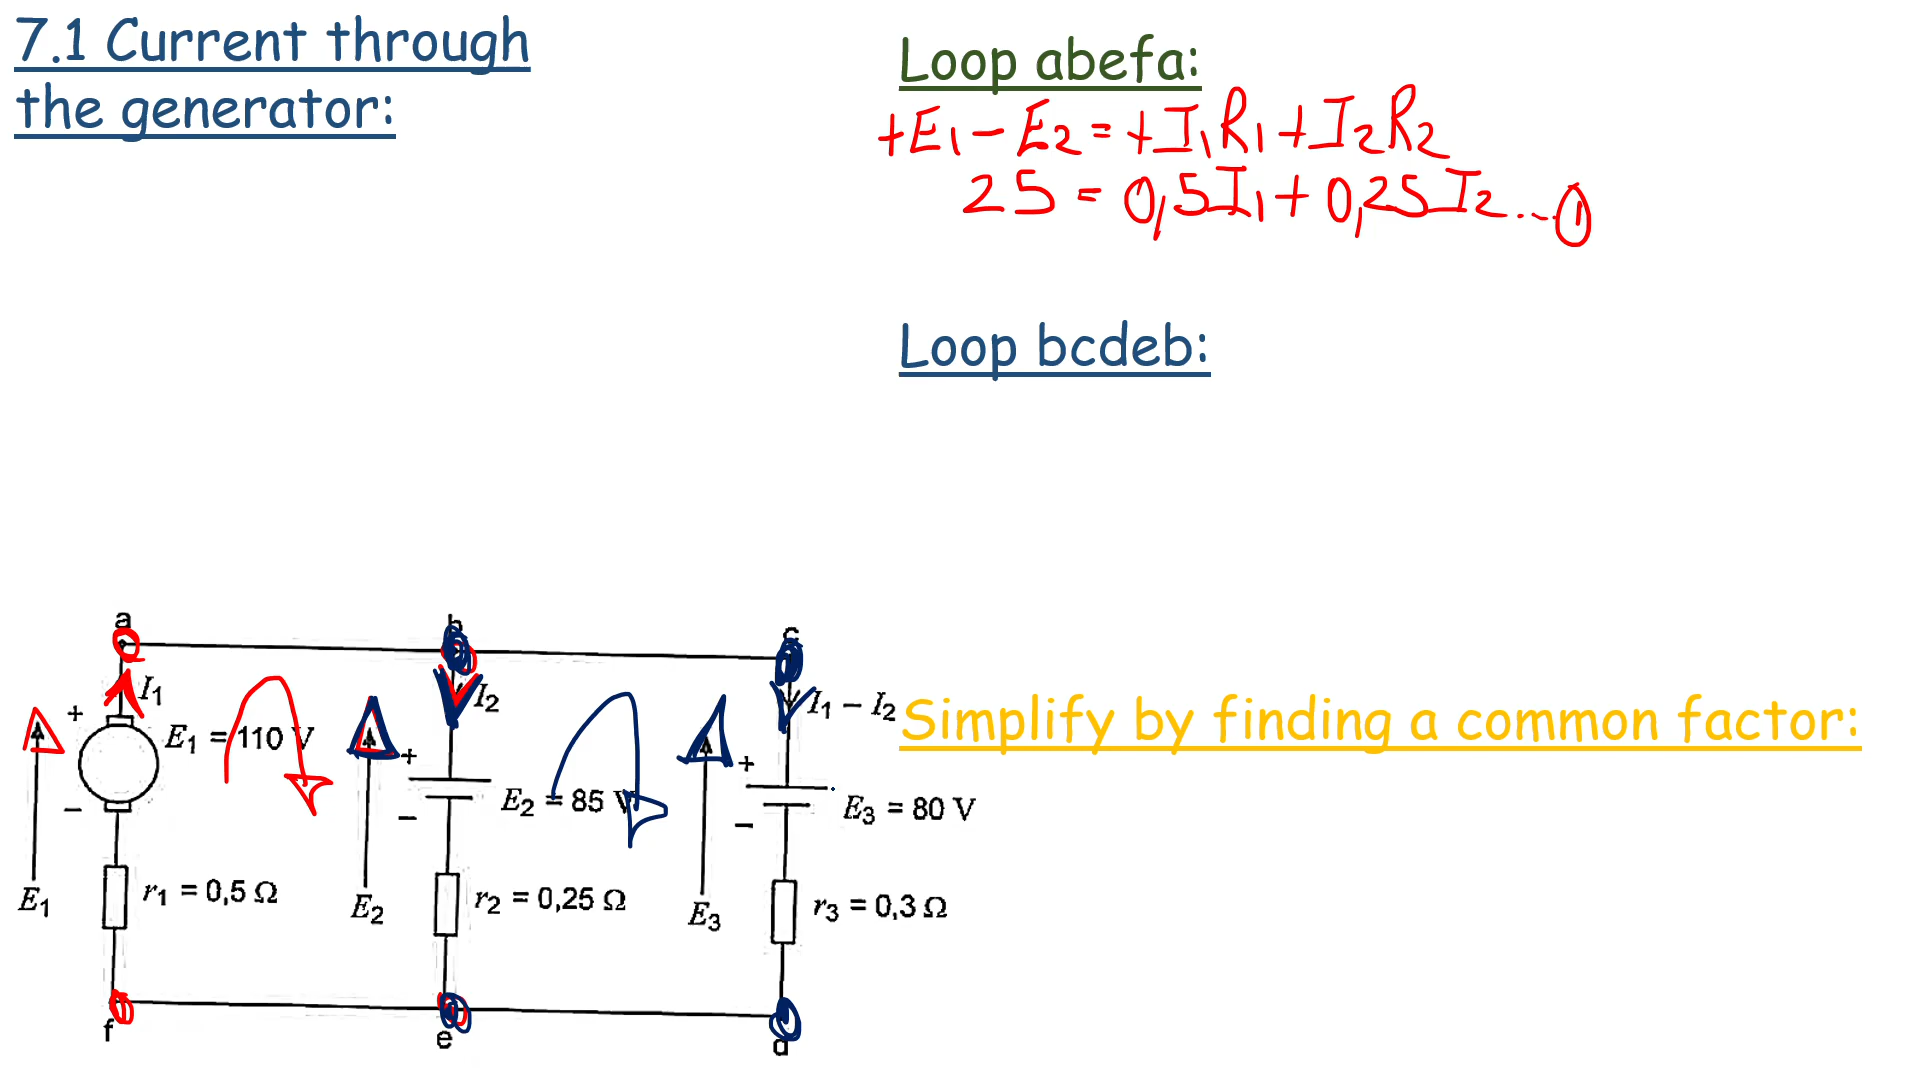 7.1 Current through
the generator:
Loop abefa:
+E1 − E2 = +I1R1 + I2R2
25 = 0,5I1 + 0,25I2 ... ①
Loop bcdeb:
Simplify by finding a common factor:
a
b
c
I1
I2
I1 − I2
+
E1 = 110 V
−
+
E2 = 85 V
−
+
E3 = 80 V
−
E1
r1 = 0,5 Ω
E2
r2 = 0,25 Ω
E3
r3 = 0,3 Ω
f
e
d